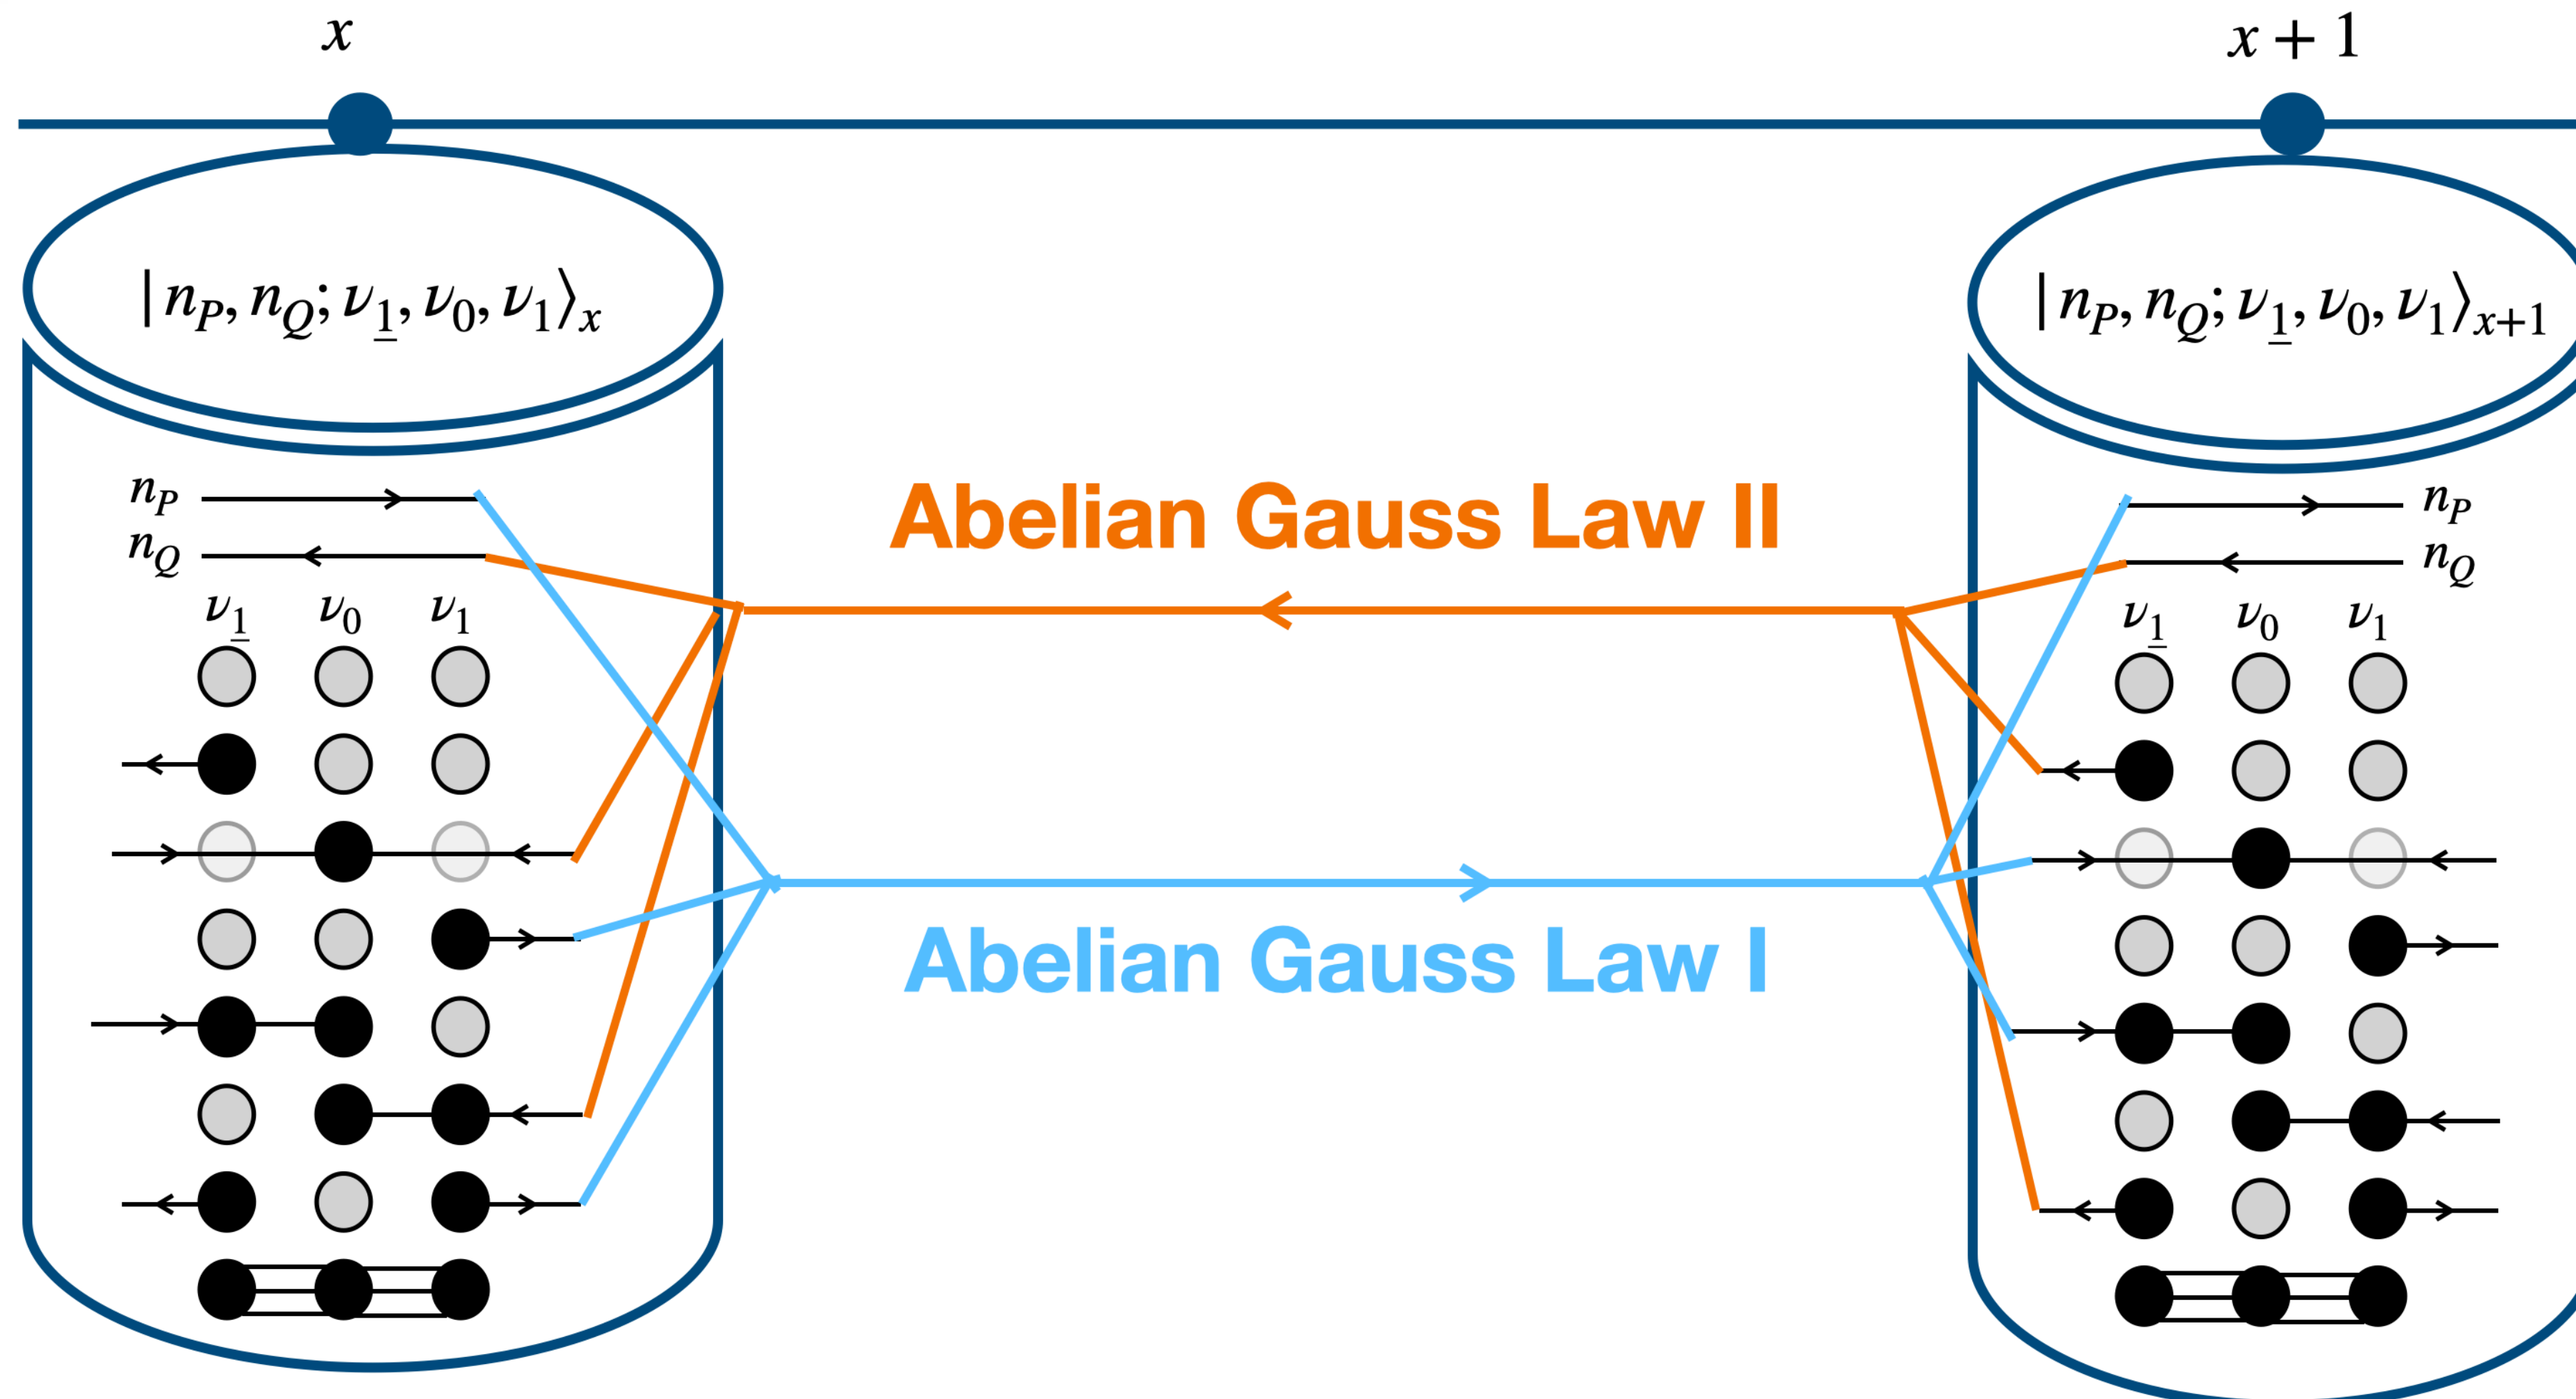 x
x + 1
| n_P, n_Q; ν_1̲, ν_0, ν_1⟩_x
| n_P, n_Q; ν_1̲, ν_0, ν_1⟩_{x+1}
n_P
n_Q
ν_1̲ ν_0 ν_1
Abelian Gauss Law II
Abelian Gauss Law I
n_P
n_Q
ν_1̲ ν_0 ν_1